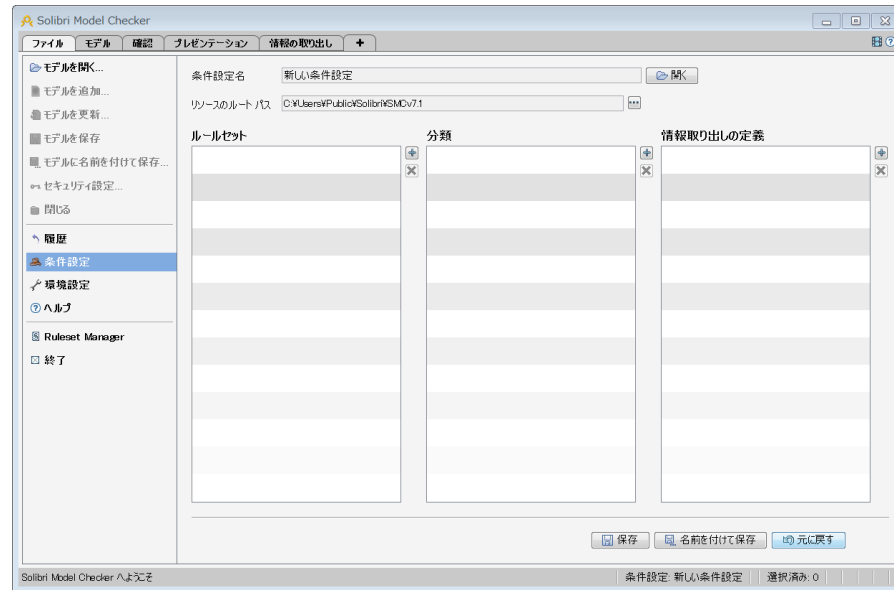 Solibri Model Checker
ファイル モデル 確認 プレゼンテーション 情報の取り出し +
モデルを開く...
モデルを追加...
モデルを更新...
モデルを保存
モデルに名前を付けて保存...
セキュリティ設定...
閉じる
履歴
条件設定
環境設定
ヘルプ
Ruleset Manager
終了
条件設定名 新しい条件設定 開く
リソースのルート パス C:¥Users¥Public¥Solibri¥SMCv7.1 ...
ルールセット 分類 情報取り出しの定義
保存 名前を付けて保存 元に戻す
Solibri Model Checker へようこそ 条件設定: 新しい条件設定 選択済み: 0